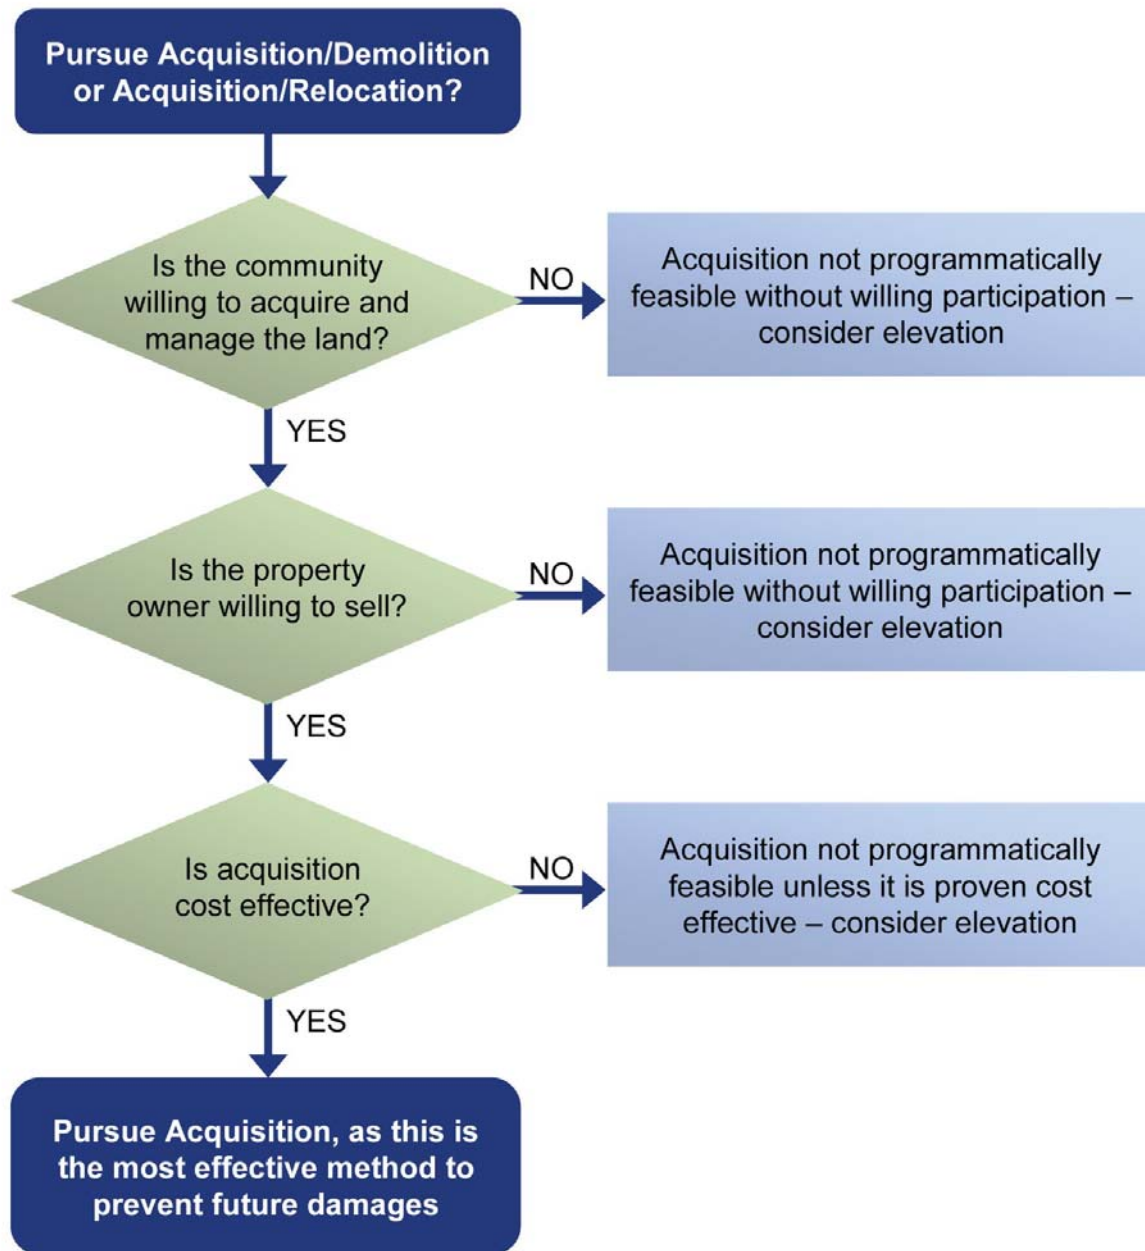 Pursue Acquisition/Demolition
or Acquisition/Relocation?
Is the community
willing to acquire and
manage the land?
NO
Acquisition not programmatically
feasible without willing participation –
consider elevation
YES
Is the property
owner willing to sell?
NO
Acquisition not programmatically
feasible without willing participation –
consider elevation
YES
Is acquisition
cost effective?
NO
Acquisition not programmatically
feasible unless it is proven cost
effective – consider elevation
YES
Pursue Acquisition, as this is
the most effective method to
prevent future damages